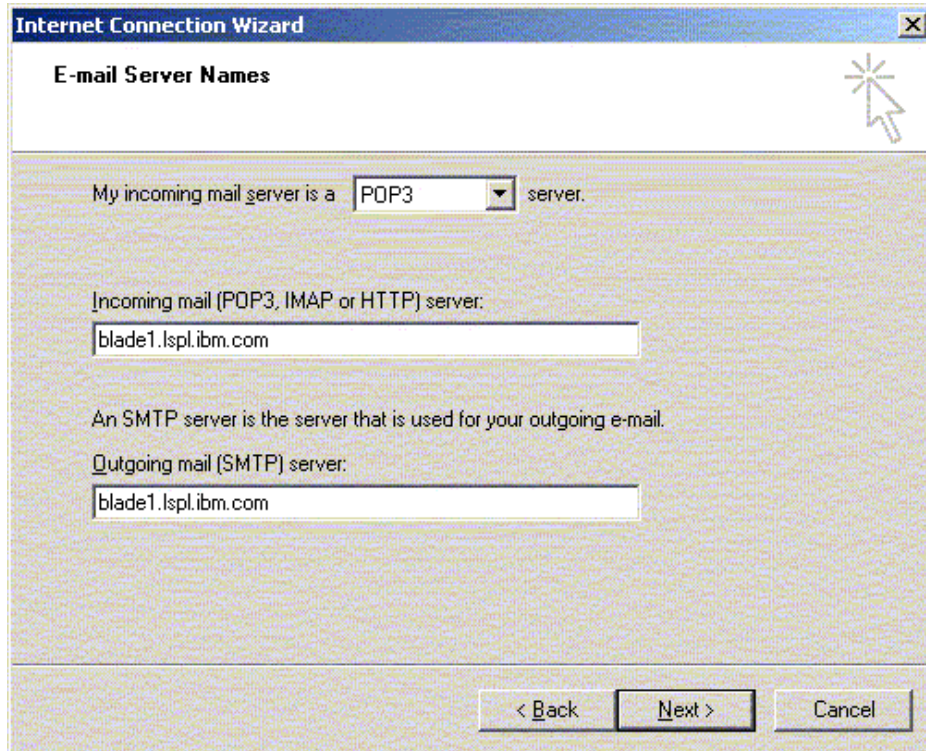 Internet Connection Wizard
E-mail Server Names
My incoming mail server is a POP3 server.
Incoming mail (POP3, IMAP or HTTP) server:
blade1.lspl.ibm.com
An SMTP server is the server that is used for your outgoing e-mail.
Outgoing mail (SMTP) server:
blade1.lspl.ibm.com
< Back Next > Cancel